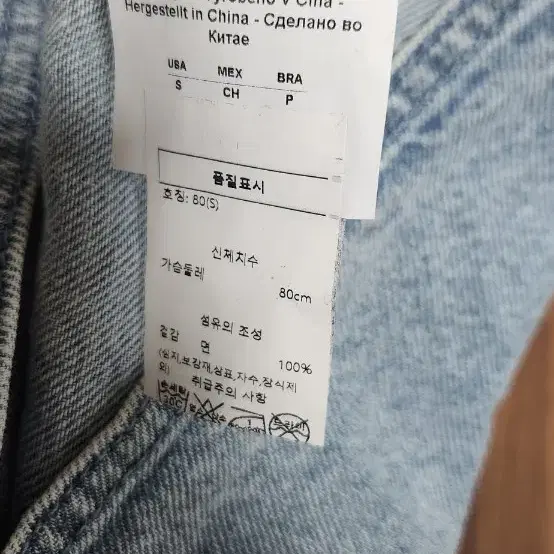 Hergestellt in China - Сделано во
Китае
USA MEX BRA
S CH P
품질표시
호칭: 80(S)
신체치수
가슴둘레
80cm
섬유의 조성
겉감 면
100%
(심지,보강재,상표,자수,장식제
외) 취급주의 사항